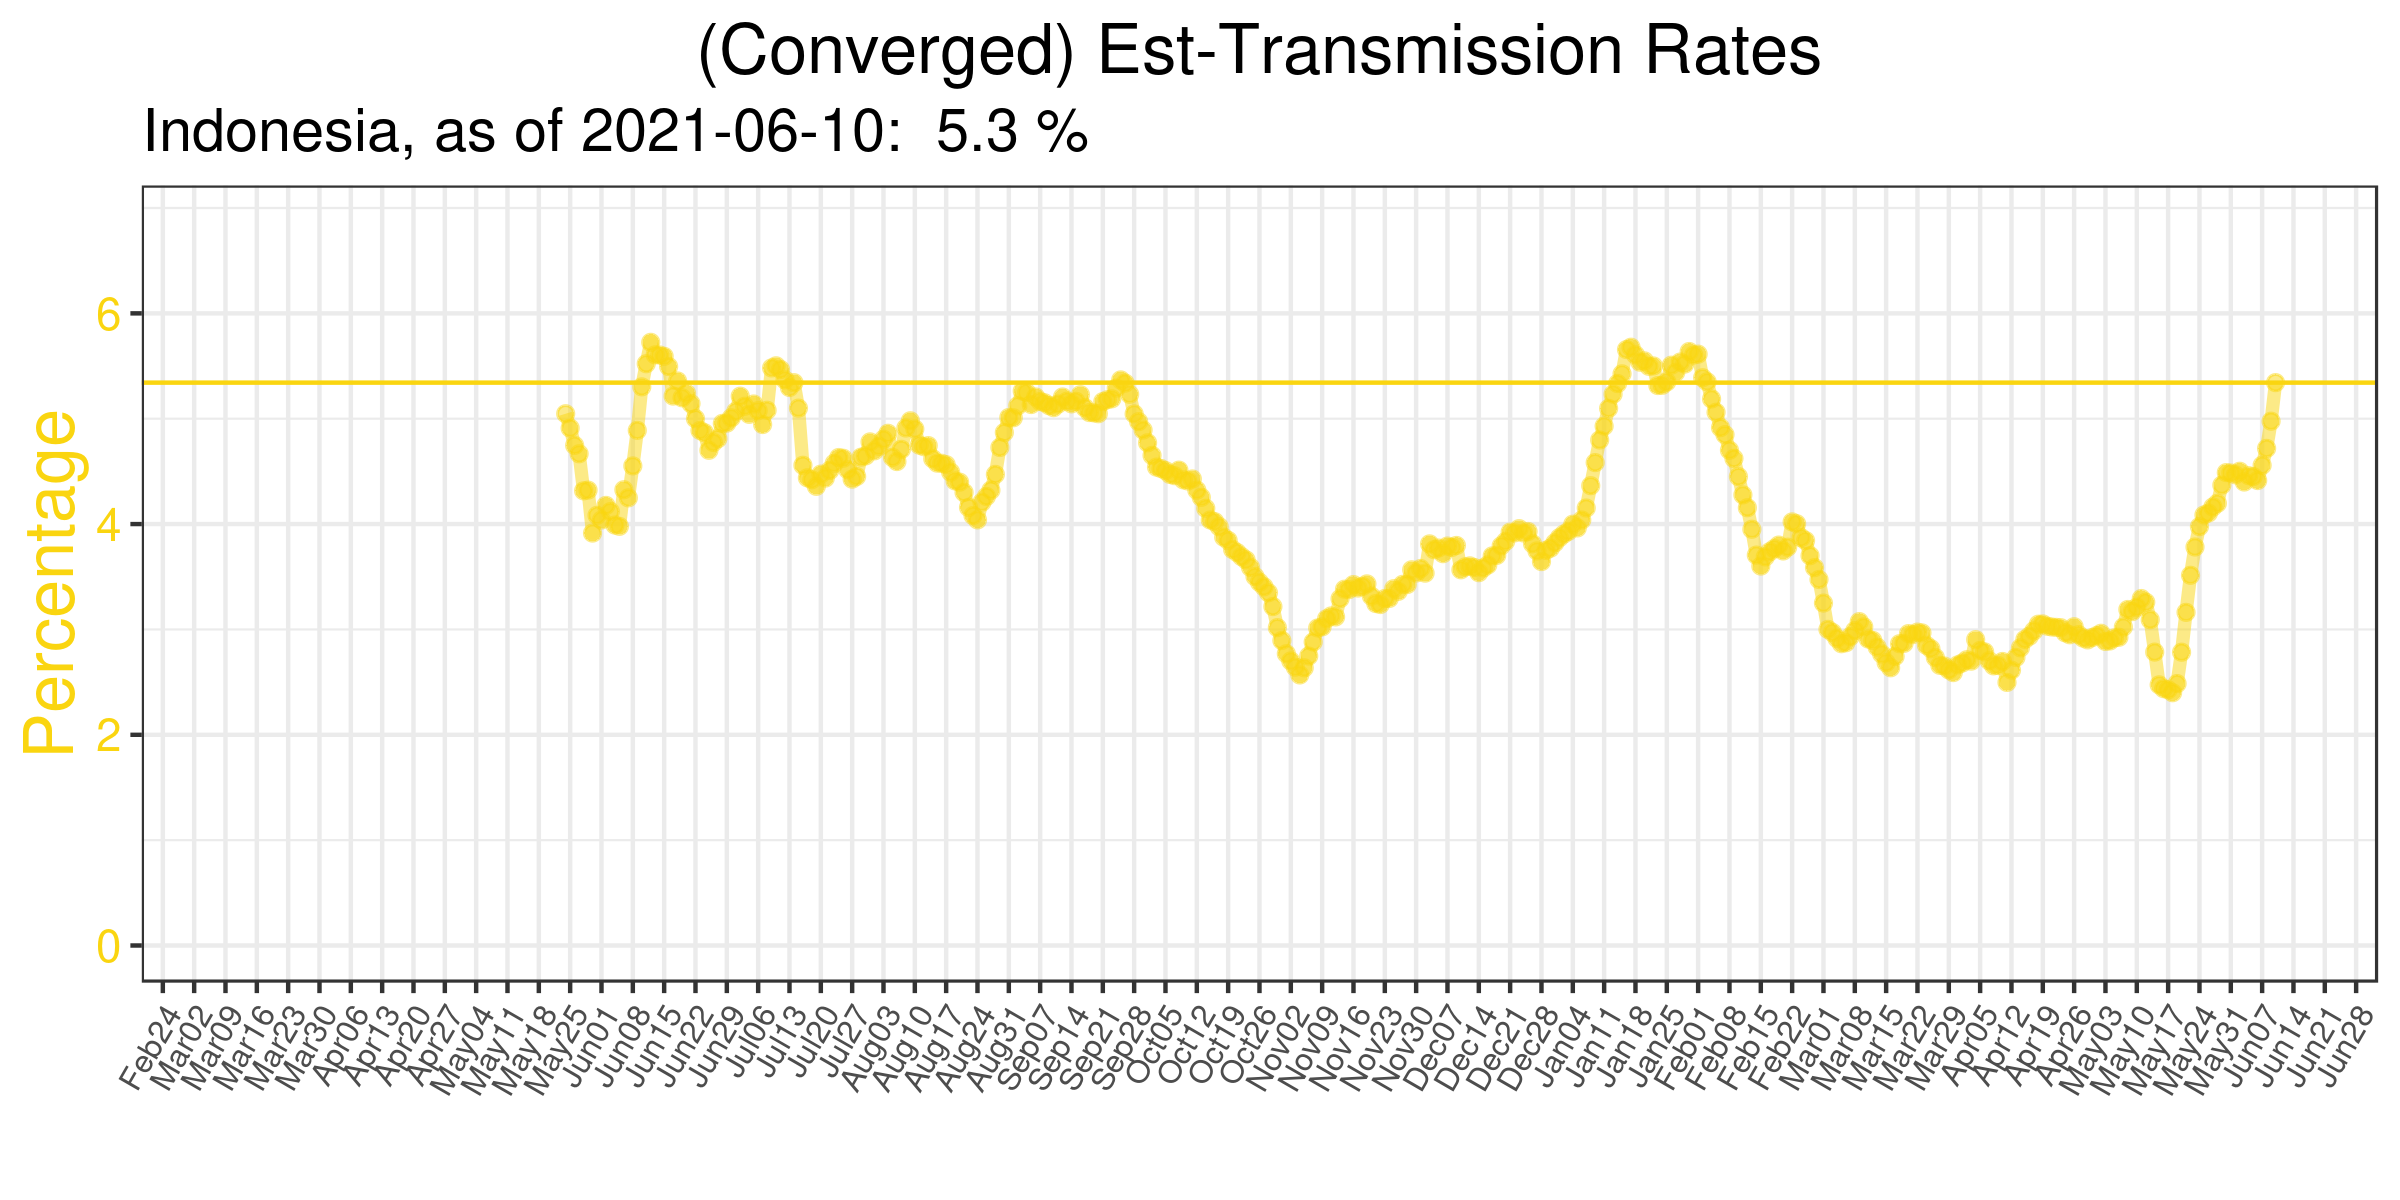 (Converged) Est-Transmission Rates
Indonesia, as of 2021-06-10:  5.3 %
Percentage
6
4
2
0
Feb24
Mar02
Mar09
Mar16
Mar23
Mar30
Apr06
Apr13
Apr20
Apr27
May04
May11
May18
May25
Jun01
Jun08
Jun15
Jun22
Jun29
Jul06
Jul13
Jul20
Jul27
Aug03
Aug10
Aug17
Aug24
Aug31
Sep07
Sep14
Sep21
Sep28
Oct05
Oct12
Oct19
Oct26
Nov02
Nov09
Nov16
Nov23
Nov30
Dec07
Dec14
Dec21
Dec28
Jan04
Jan11
Jan18
Jan25
Feb01
Feb08
Feb15
Feb22
Mar01
Mar08
Mar15
Mar22
Mar29
Apr05
Apr12
Apr19
Apr26
May03
May10
May17
May24
May31
Jun07
Jun14
Jun21
Jun28